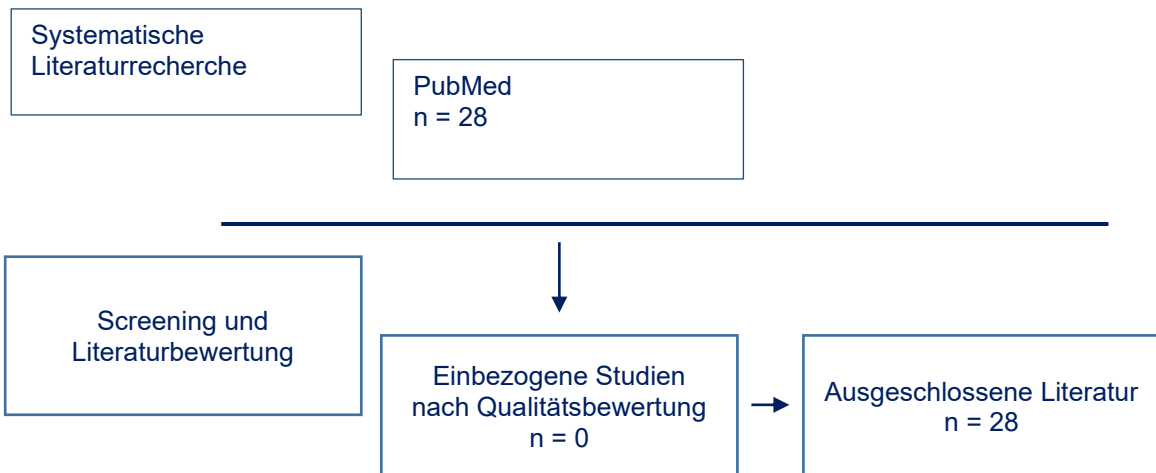 Systematische
Literaturrecherche
PubMed
n = 28
Screening und
Literaturbewertung
Einbezogene Studien
nach Qualitätsbewertung
n = 0
Ausgeschlossene Literatur
n = 28